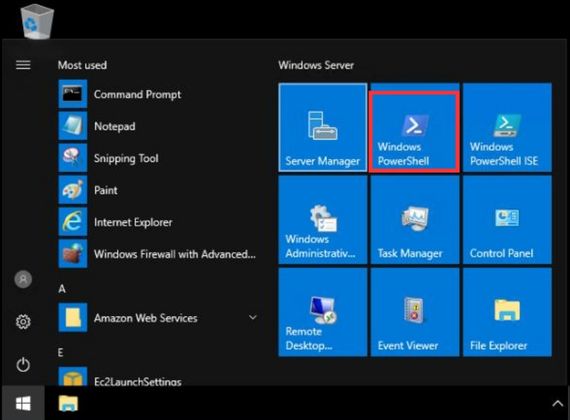 Most used
Command Prompt
Notepad
Snipping Tool
Paint
Internet Explorer
Windows Firewall with Advanced...
A
Amazon Web Services
E
Ec2LaunchSettings
Windows Server
Server Manager
Windows
PowerShell
Windows
PowerShell ISE
Windows
Administrativ...
Task Manager
Control Panel
Remote
Desktop...
Event Viewer
File Explorer